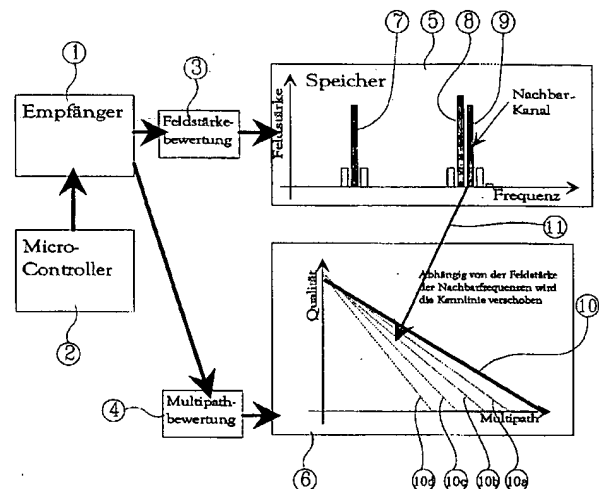 ①
⑦
⑤
⑧
⑨
③
Empfänger
Feldstärke-
bewertung
Speicher
Feldstärke
Nachbar-
Kanal
Frequenz
Micro-
Controller
②
⑪
Qualität
Abhängig von der Feldstärke
der Nachbarfrequenzen wird
die Kennlinie verschoben
⑩
④
Multipath-
bewertung
Multipath
⑥
10d
10c
10b
10a